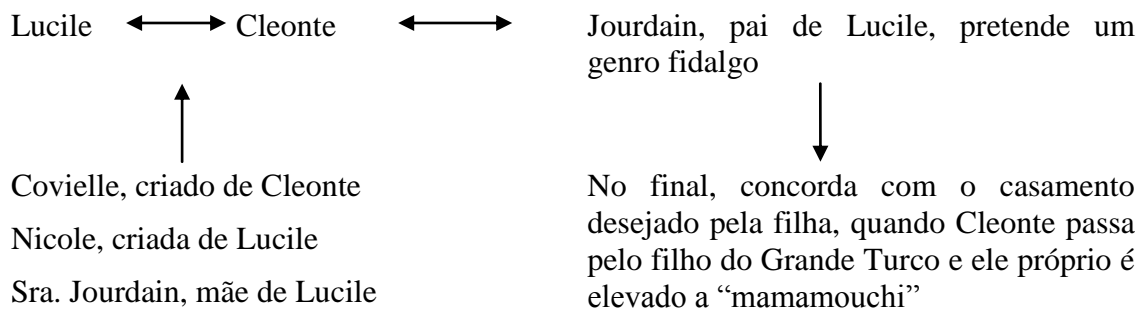 Lucile Cleonte Jourdain, pai de Lucile, pretende um
genro fidalgo
Covielle, criado de Cleonte
Nicole, criada de Lucile
Sra. Jourdain, mãe de Lucile
No final, concorda com o casamento
desejado pela filha, quando Cleonte passa
pelo filho do Grande Turco e ele próprio é
elevado a “mamamouchi”